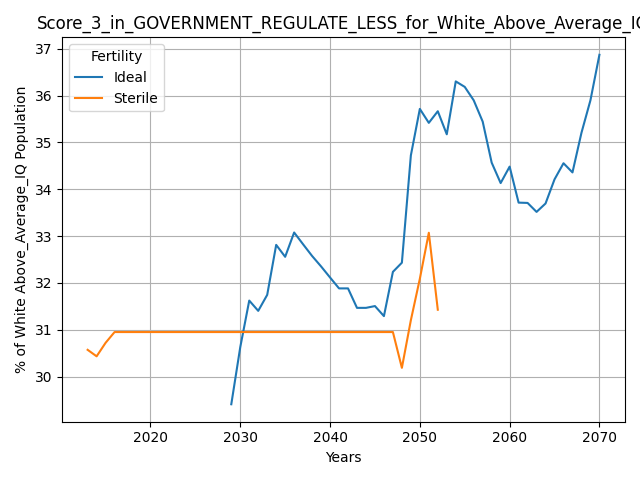 Score_3_in_GOVERNMENT_REGULATE_LESS_for_White_Above_Average_IQ
37
36
35
34
33
32
31
30
Fertility
Ideal
Sterile
% of White Above_Average_IQ Population
2020 2030 2040 2050 2060 2070
Years